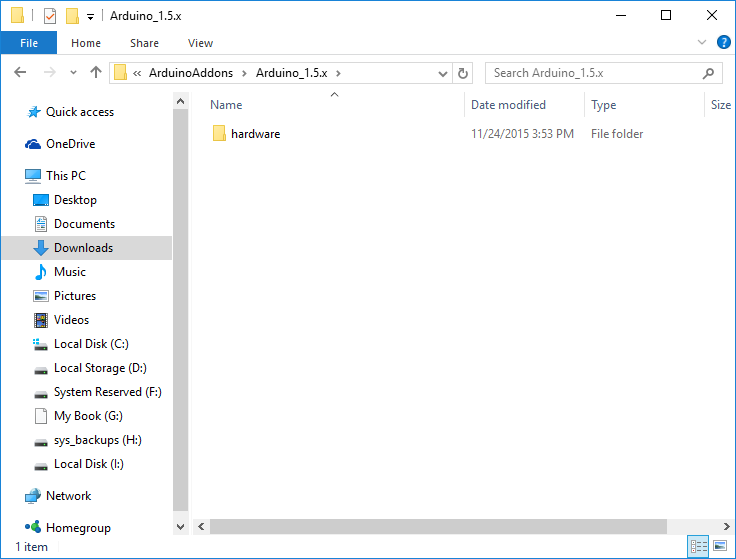 Arduino_1.5.x
File Home Share View
« ArduinoAddons › Arduino_1.5.x ›
Search Arduino_1.5.x
Name Date modified Type Size
hardware 11/24/2015 3:53 PM File folder
Quick access
OneDrive
This PC
Desktop
Documents
Downloads
Music
Pictures
Videos
Local Disk (C:)
Local Storage (D:)
System Reserved (F:)
My Book (G:)
sys_backups (H:)
Local Disk (I:)
Network
Homegroup
1 item